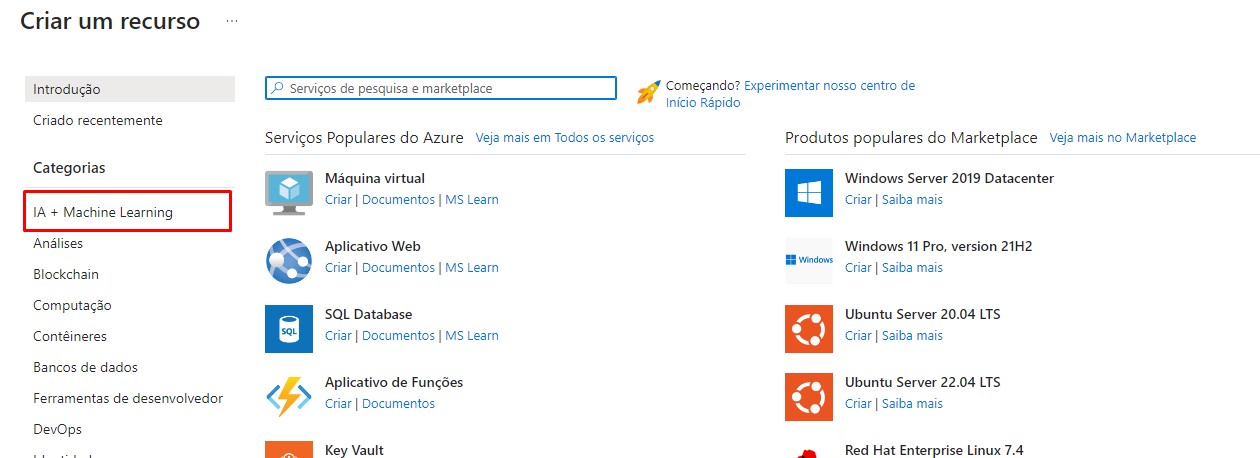 Criar um recurso ...
Introdução
Criado recentemente
Categorias
IA + Machine Learning
Análises
Blockchain
Computação
Contêineres
Bancos de dados
Ferramentas de desenvolvedor
DevOps
Serviços de pesquisa e marketplace
Começando? Experimentar nosso centro de
Início Rápido
Serviços Populares do Azure Veja mais em Todos os serviços
Máquina virtual
Criar | Documentos | MS Learn
Aplicativo Web
Criar | Documentos | MS Learn
SQL
SQL Database
Criar | Documentos | MS Learn
Aplicativo de Funções
Criar | Documentos
Key Vault
Produtos populares do Marketplace Veja mais no Marketplace
Windows Server 2019 Datacenter
Criar | Saiba mais
Windows
Windows 11 Pro, version 21H2
Criar | Saiba mais
Ubuntu Server 20.04 LTS
Criar | Saiba mais
Ubuntu Server 22.04 LTS
Criar | Saiba mais
Red Hat Enterprise Linux 7.4